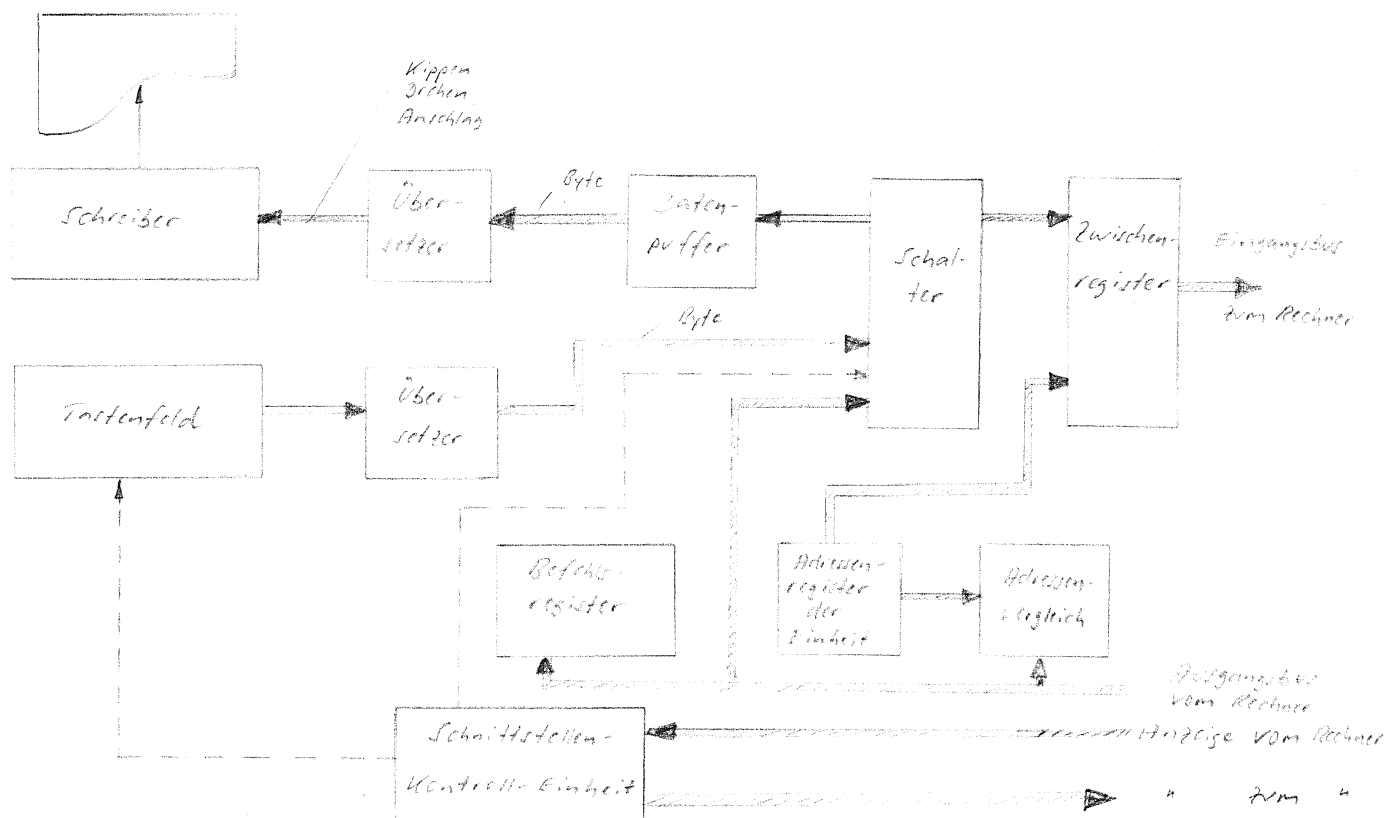 Kippen
Drehen
Anschlag
Schreiber
Über-
setzer
Byte
Daten-
puffer
Schal-
ter
Zwischen-
register
Eingangsbus
zum Rechner
Byte
Tastenfeld
Über-
setzer
Befehls-
register
Adressen-
register
der
Einheit
Adressen-
vergleich
Ausgangsbus
vom Rechner
Schnittstellen-
Kontroll-Einheit
Anzeige vom Rechner
" zum "